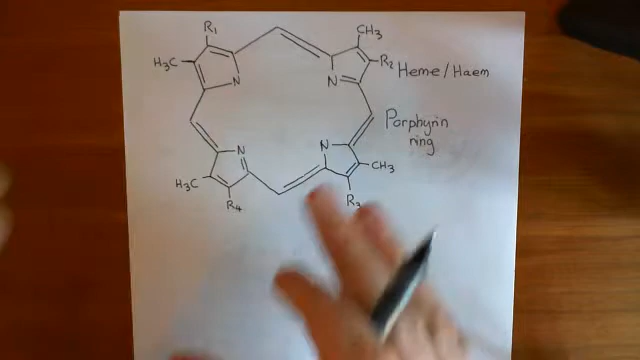 R₁
CH₃
H₃C
R₂
Heme/Haem
N
N
Porphyrin
ring
N
N
CH₃
H₃C
R₃
R₄